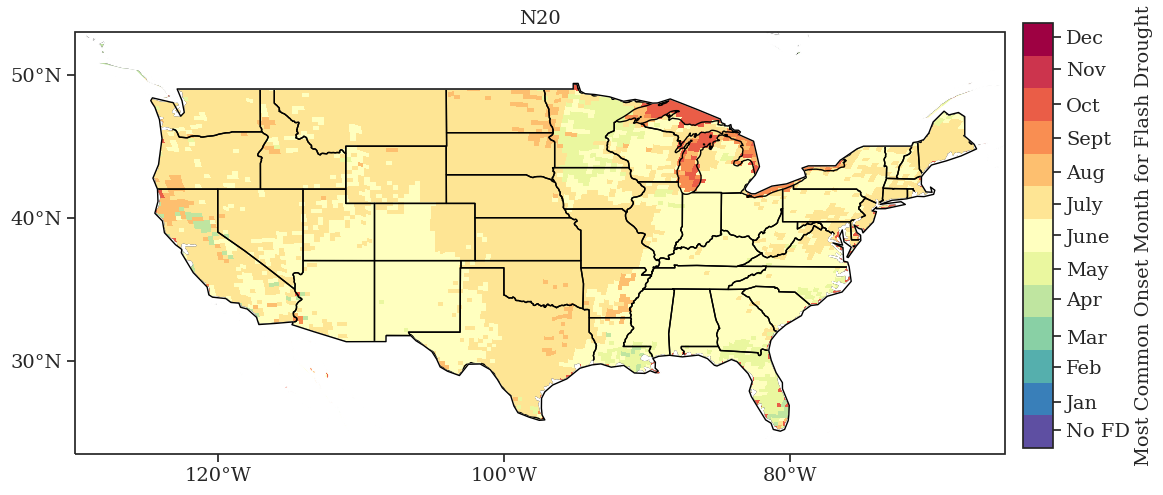 N20
50°N
40°N
30°N
120°W
100°W
80°W
Dec
Nov
Oct
Sept
Aug
July
June
May
Apr
Mar
Feb
Jan
No FD
Most Common Onset Month for Flash Drought